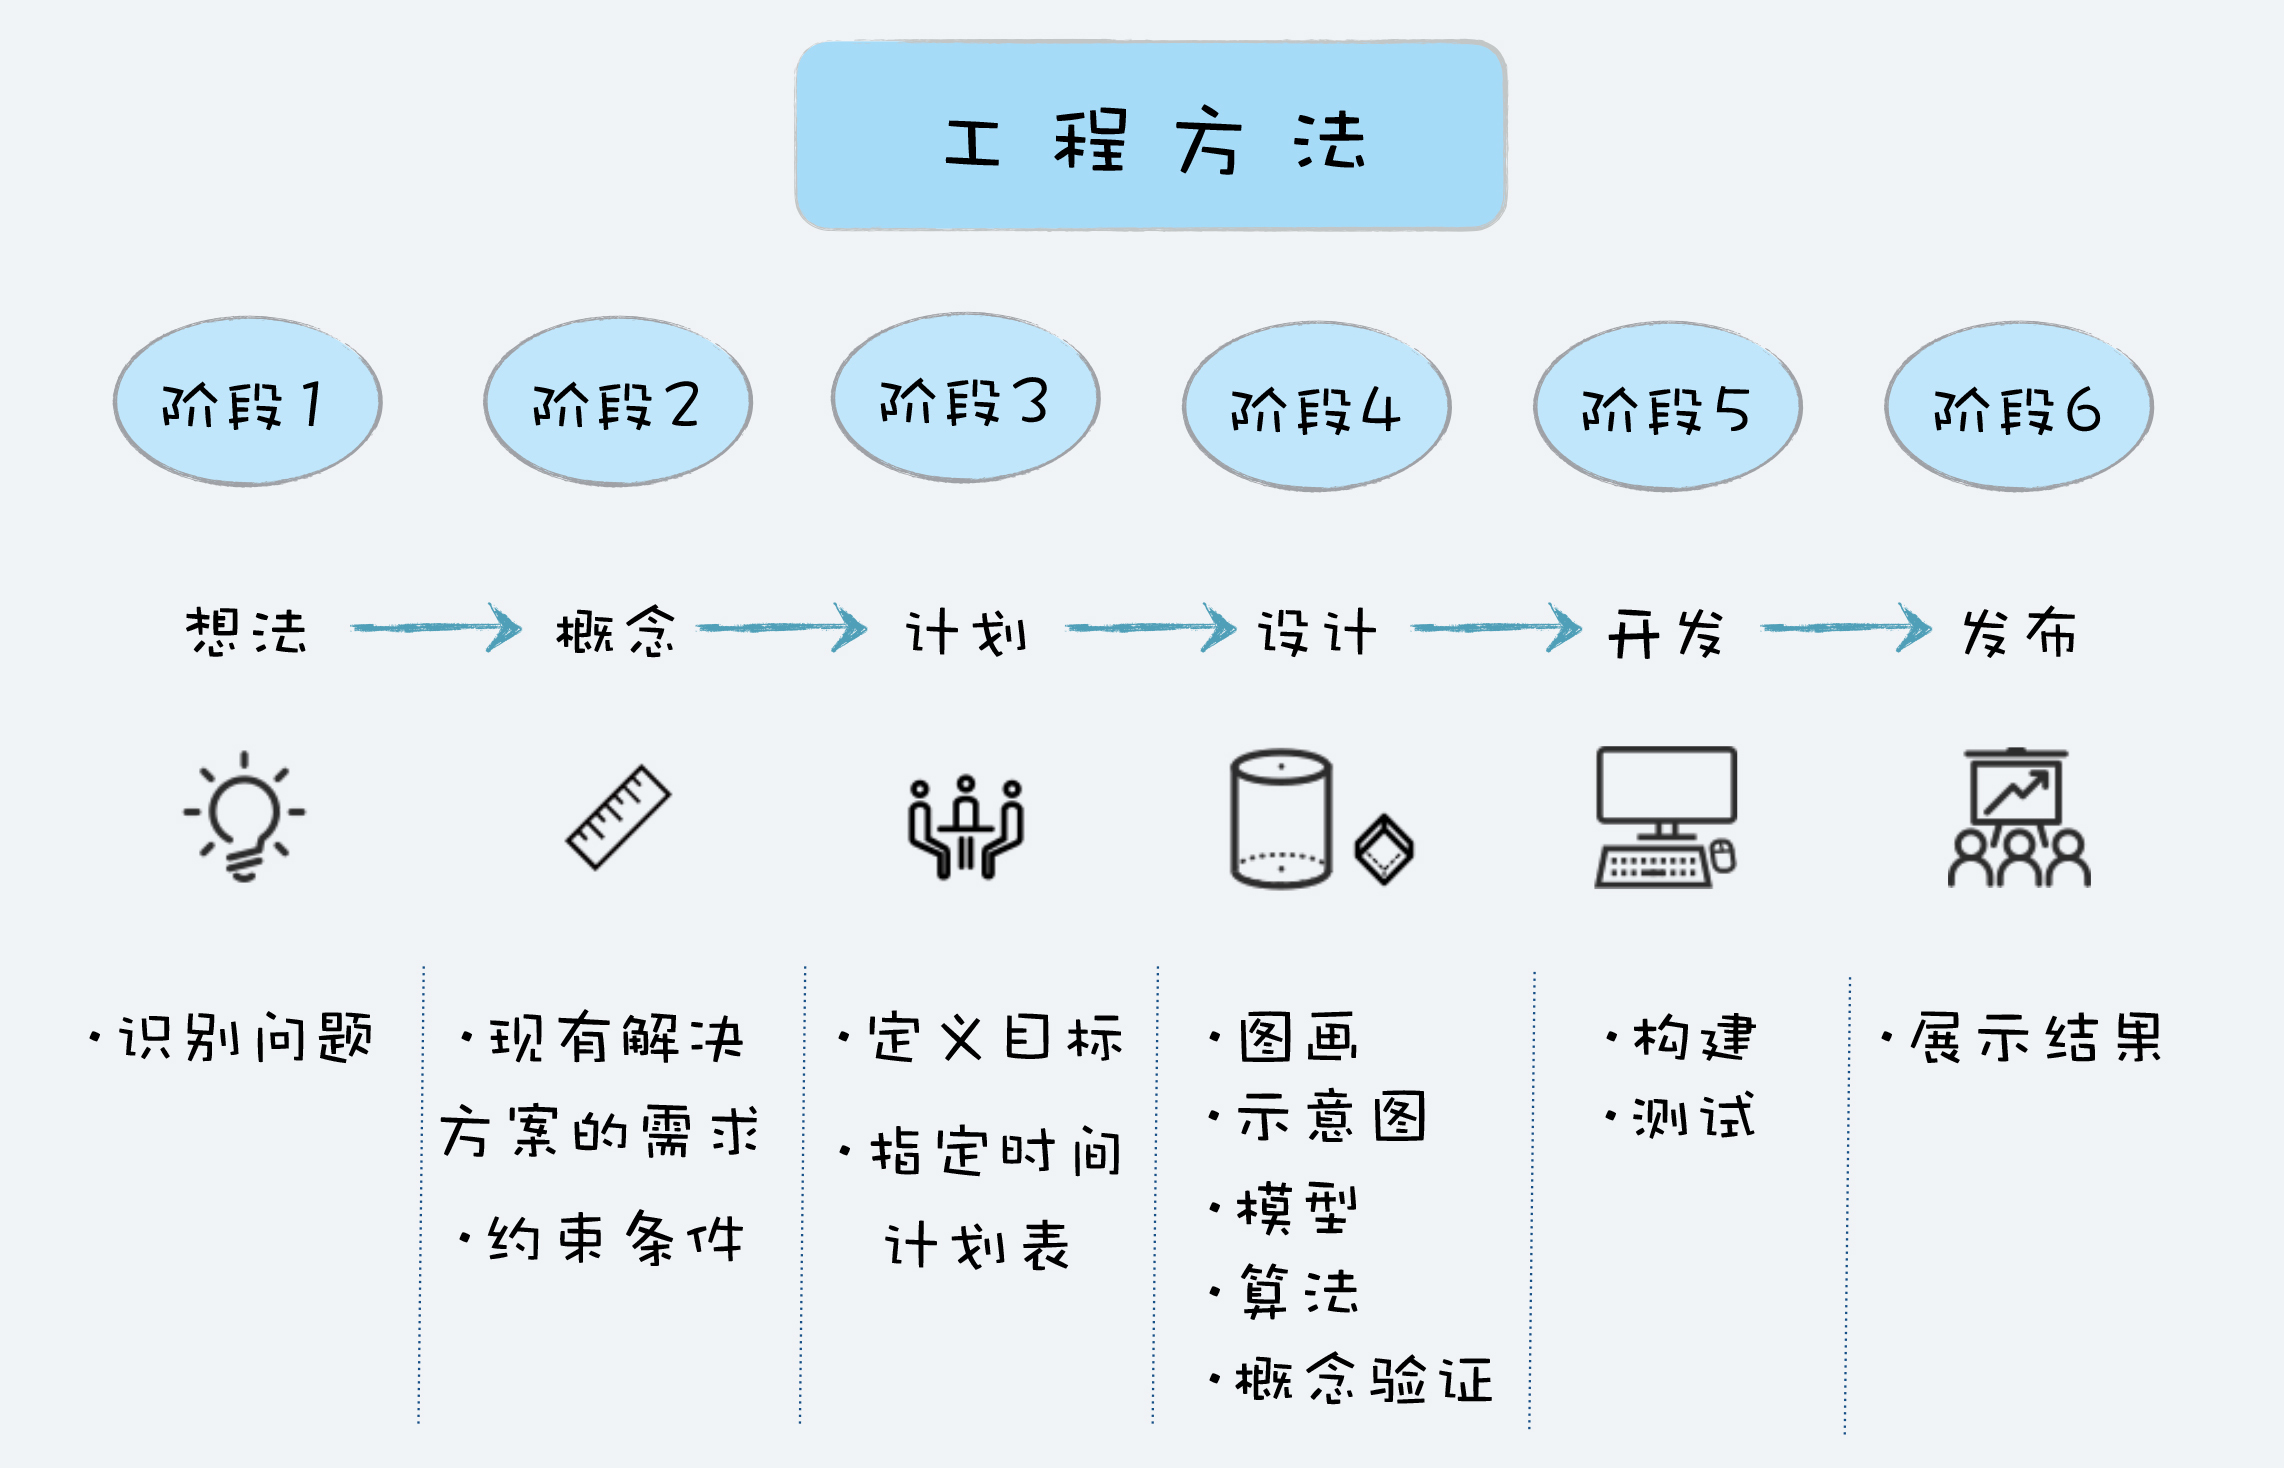 工程方法
阶段1
阶段2
阶段3
阶段4
阶段5
阶段6
想法
概念
计划
设计
开发
发布
·识别问题
·现有解决
方案的需求
·约束条件
·定义目标
·指定时间
计划表
·图画
·示意图
·模型
·算法
·概念验证
·构建
·测试
·展示结果